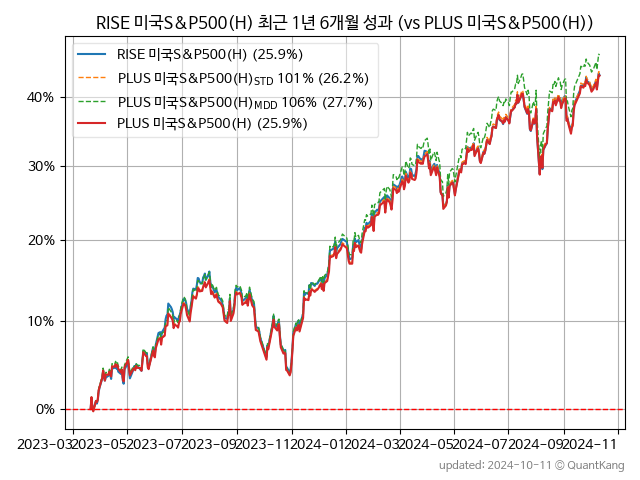 RISE 미국S&P500(H) 최근 1년 6개월 성과 (vs PLUS 미국S&P500(H))
RISE 미국S&P500(H) (25.9%)
PLUS 미국S&P500(H)STD 101% (26.2%)
PLUS 미국S&P500(H)MDD 106% (27.7%)
PLUS 미국S&P500(H) (25.9%)
40%
30%
20%
10%
0%
2023-03 2023-05 2023-07 2023-09 2023-11 2024-01 2024-03 2024-05 2024-07 2024-09 2024-11
updated: 2024-10-11 © QuantKang